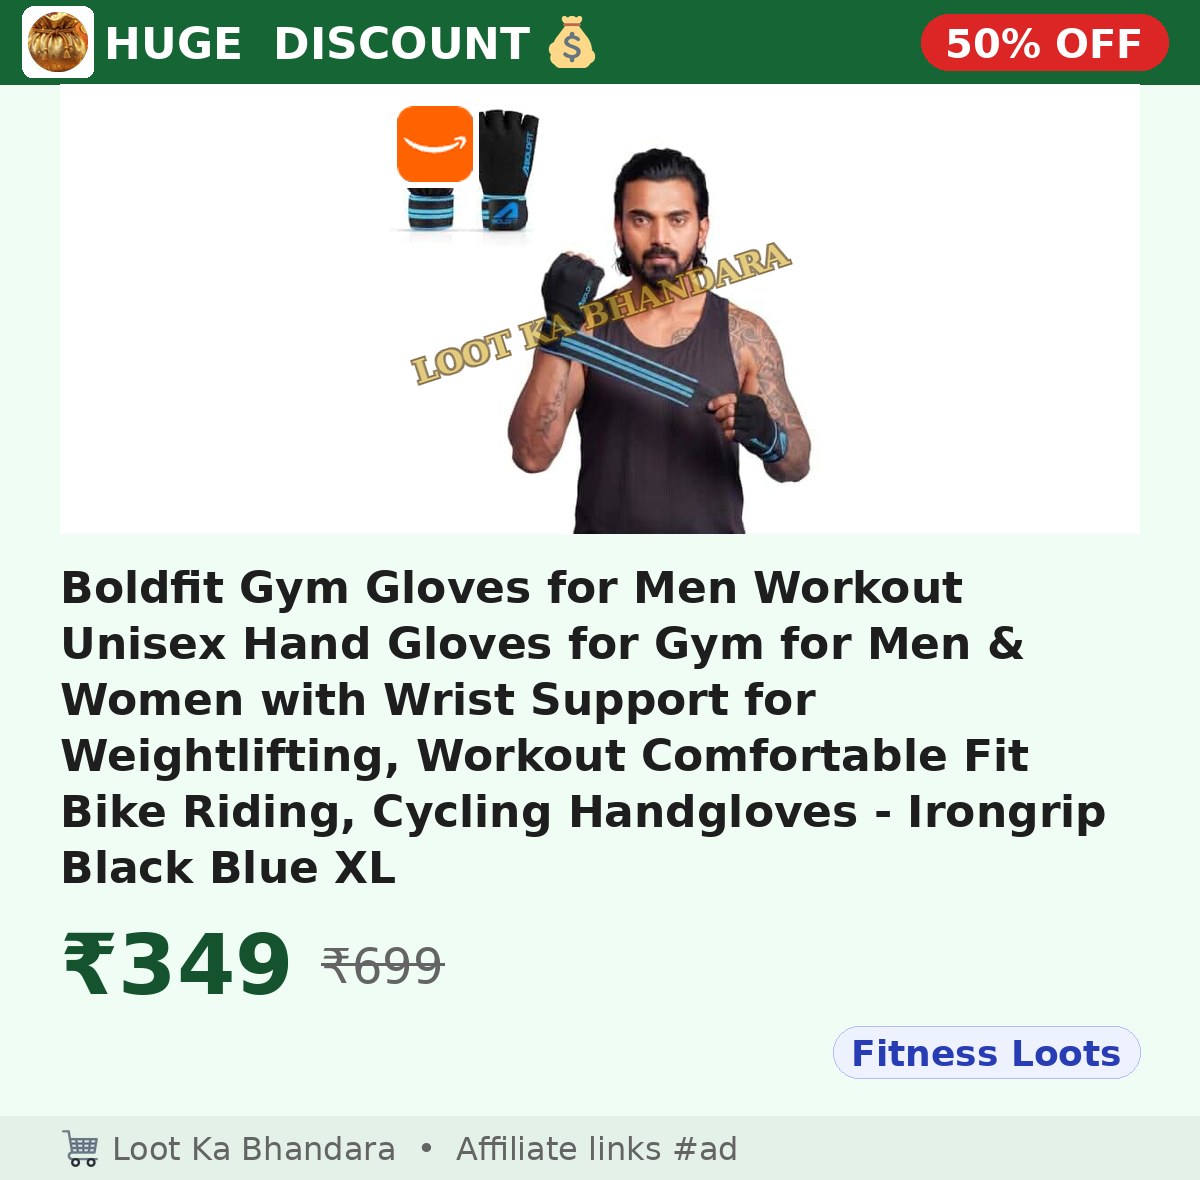 HUGE DISCOUNT
50% OFF
BOLDFIT
LOOT KA BHANDARA
Boldfit Gym Gloves for Men Workout
Unisex Hand Gloves for Gym for Men &
Women with Wrist Support for
Weightlifting, Workout Comfortable Fit
Bike Riding, Cycling Handgloves - Irongrip
Black Blue XL
₹349 ₹699
Fitness Loots
Loot Ka Bhandara • Affiliate links #ad